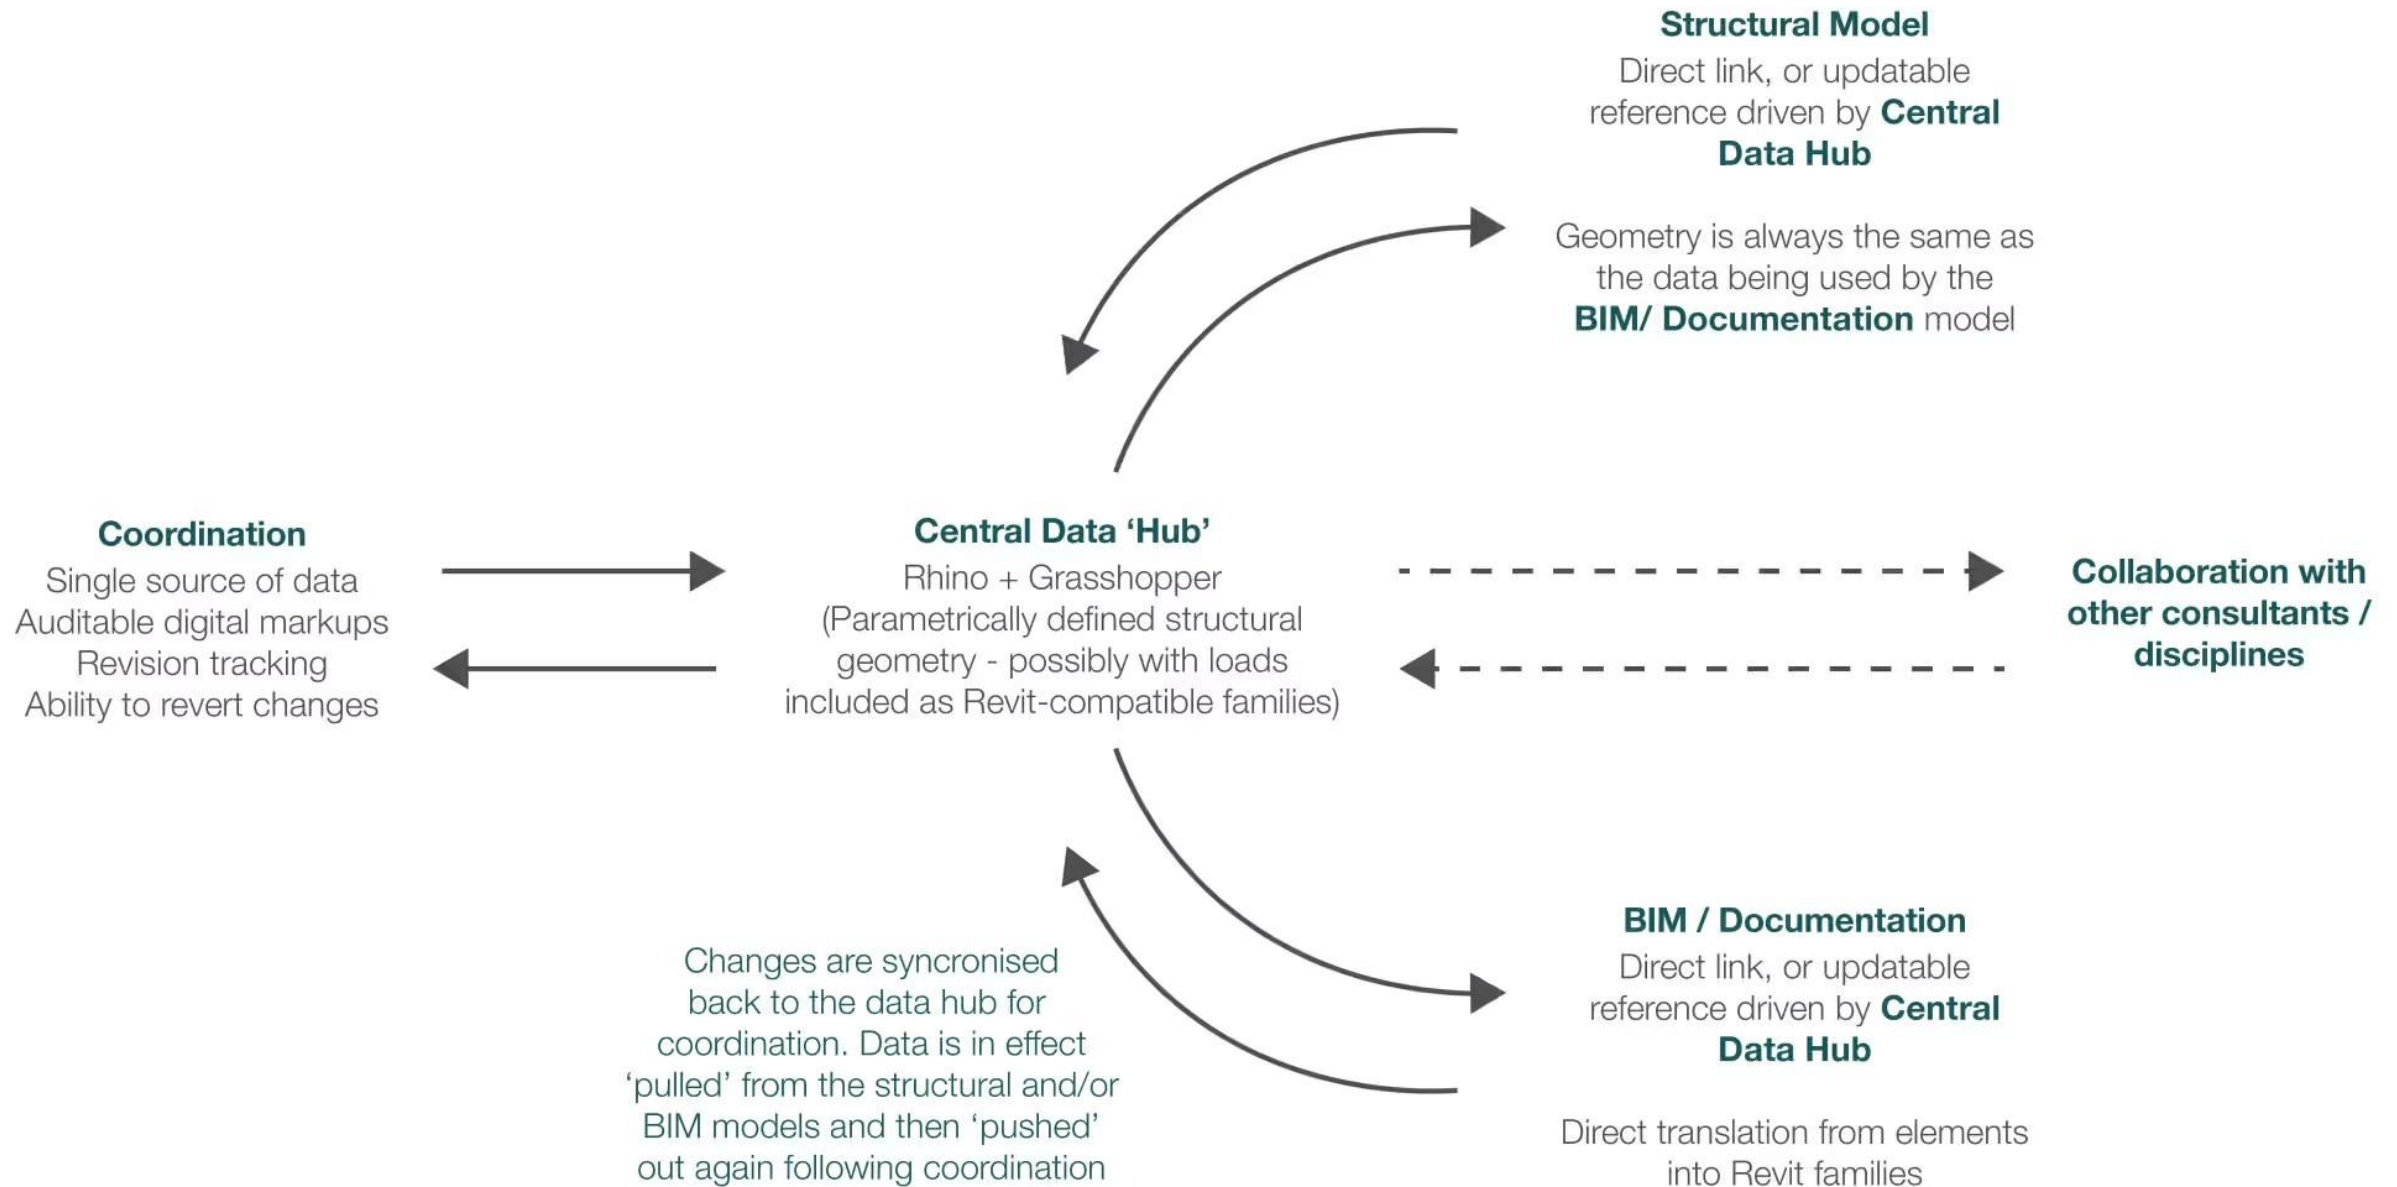 Structural Model
Direct link, or updatable
reference driven by Central
Data Hub
Geometry is always the same as
the data being used by the
BIM/ Documentation model
Coordination
Single source of data
Auditable digital markups
Revision tracking
Ability to revert changes
Central Data ‘Hub’
Rhino + Grasshopper
(Parametrically defined structural
geometry - possibly with loads
included as Revit-compatible families)
Collaboration with
other consultants /
disciplines
Changes are syncronised
back to the data hub for
coordination. Data is in effect
‘pulled’ from the structural and/or
BIM models and then ‘pushed’
out again following coordination
BIM / Documentation
Direct link, or updatable
reference driven by Central
Data Hub
Direct translation from elements
into Revit families